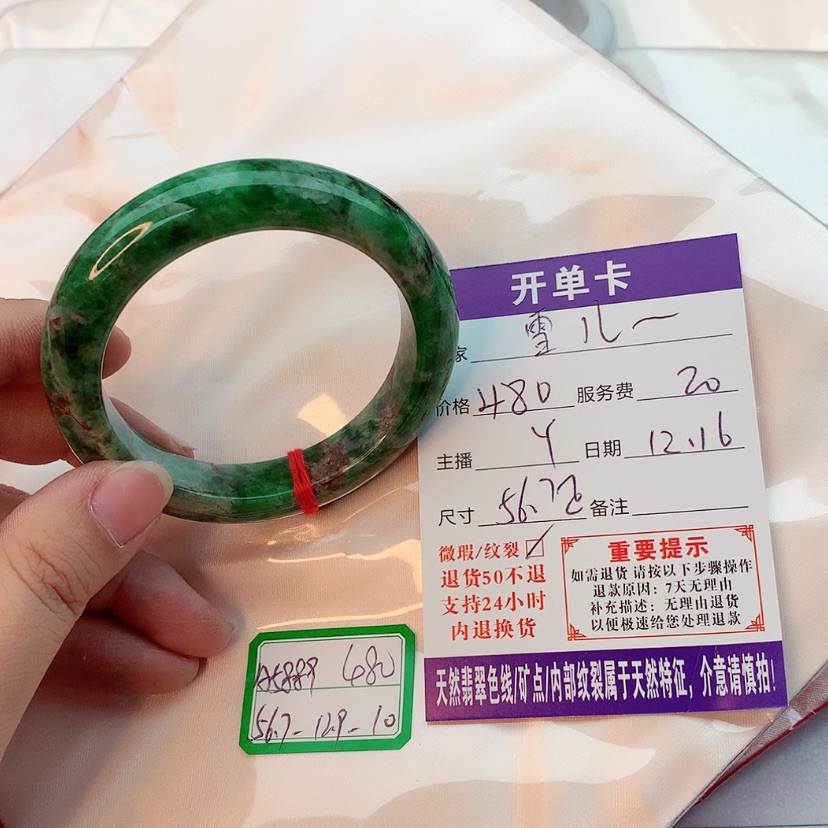 开单卡
家 雪儿一
价格 480 服务费 20
主播 Y 日期 12.16
尺寸 56.7 备注
微瑕/纹裂
退货50不退
支持24小时
内退换货
重要提示
如需退货 请按以下步骤操作
退款原因：7天无理由
补充描述：无理由退货
以便极速给您处理退款
天然翡翠色线/矿点/内部纹裂属于天然特征，介意请慎拍！
A5889 480
56.7-12.9-10